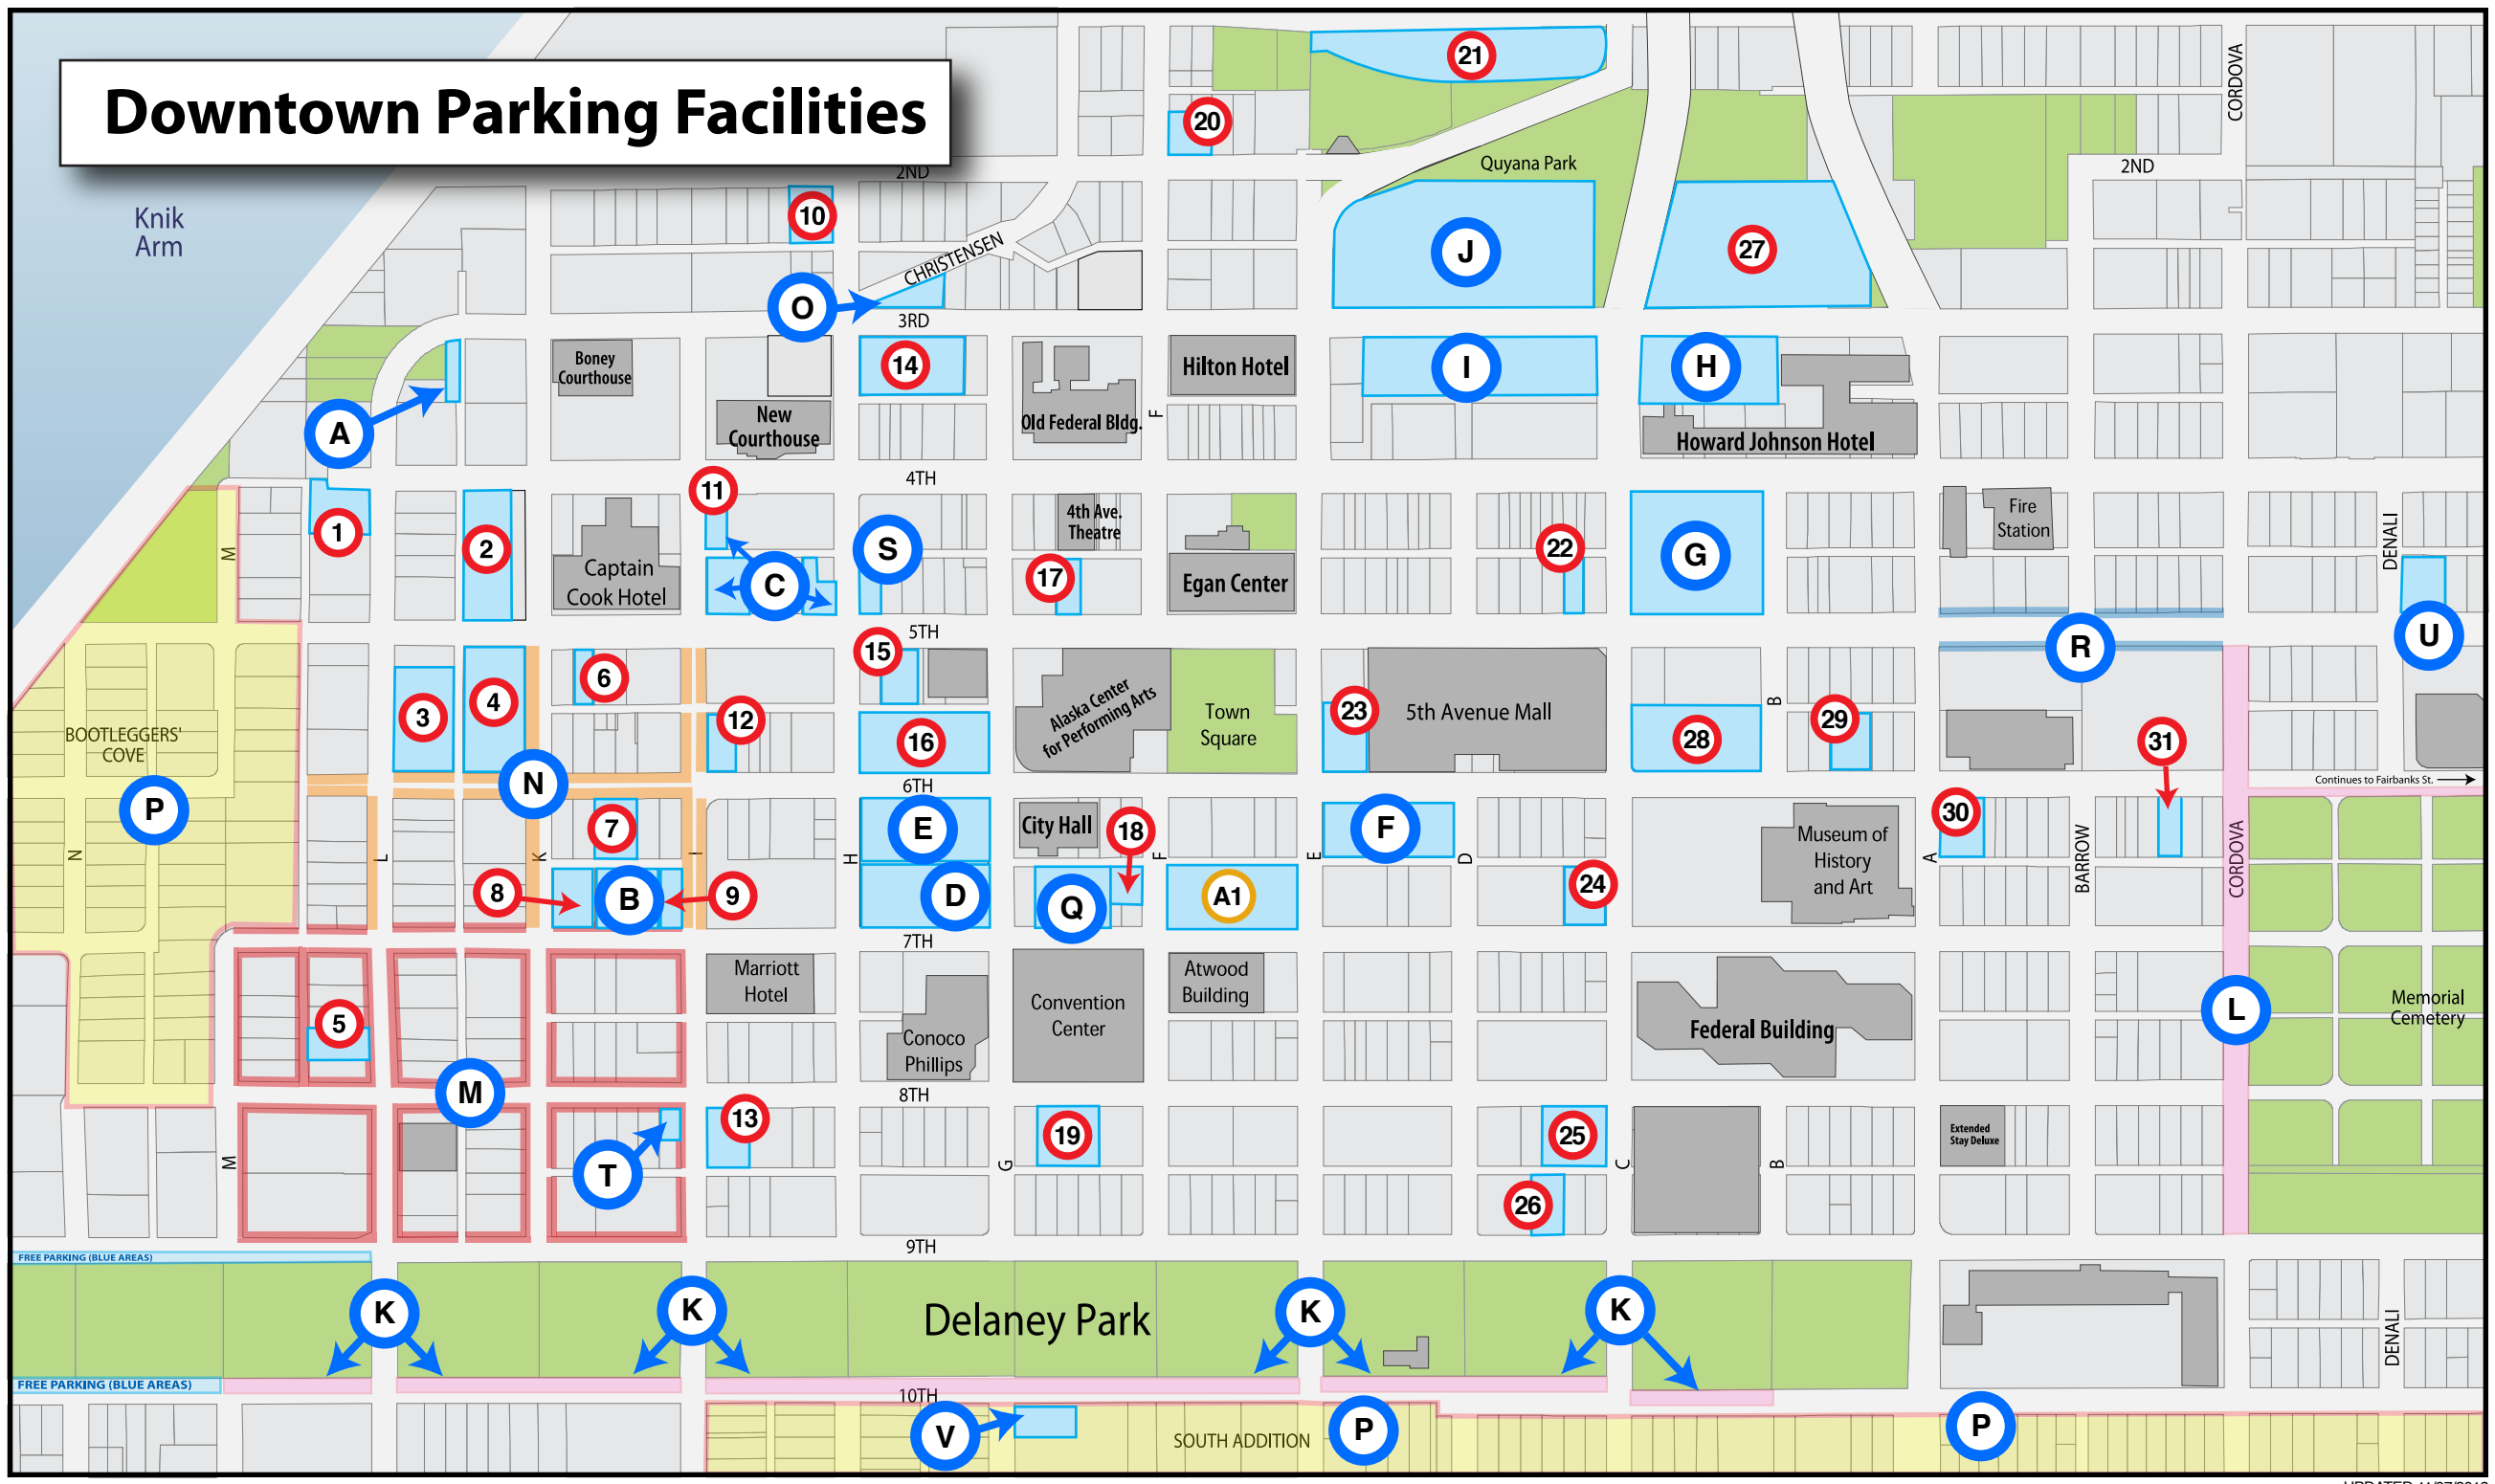 Downtown Parking Facilities
Knik
Arm
21
20
CORDOVA
Quyana Park
2ND
2ND
10
CHRISTENSEN
J
27
O
3RD
Boney
Courthouse
14
Hilton Hotel
I
H
New
Courthouse
Old Federal Bldg.
F
Howard Johnson Hotel
A
4TH
11
1
2
M
Captain
Cook Hotel
C
S
4th Ave.
Theatre
17
Egan Center
22
G
Fire
Station
DENALI
U
5TH
R
15
6
3
4
12
16
Alaska Center
for Performing Arts
Town
Square
23
5th Avenue Mall
28
B
29
31
BOOTLEGGERS'
COVE
N
6TH
Continues to Fairbanks St.
P
N
L
K
7
I
H
E
City Hall
18
F
E
F
D
Museum of
History
and Art
A
30
BARROW
CORDOVA
8
B
9
D
Q
A1
24
7TH
Marriott
Hotel
Convention
Center
Atwood
Building
Federal Building
L
Memorial
Cemetery
5
Conoco
Phillips
M
8TH
13
19
25
Extended
Stay Deluxe
M
T
G
C
B
26
9TH
FREE PARKING (BLUE AREAS)
K
K
Delaney Park
K
K
DENALI
FREE PARKING (BLUE AREAS)
10TH
V
SOUTH ADDITION
P
P